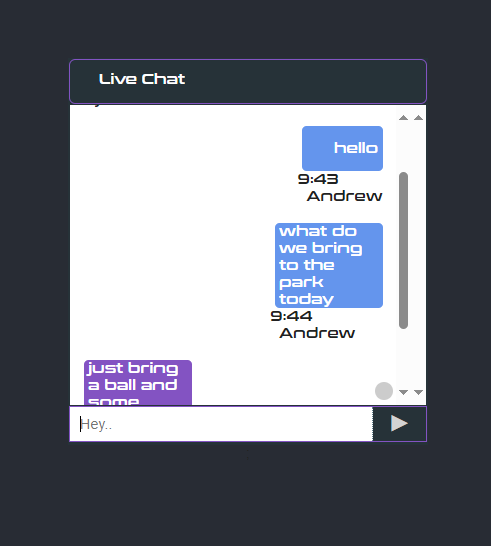 Live Chat
hello
9:43
Andrew
what do
we bring
to the
park
today
9:44
Andrew
just bring
a ball and
some
Hey..